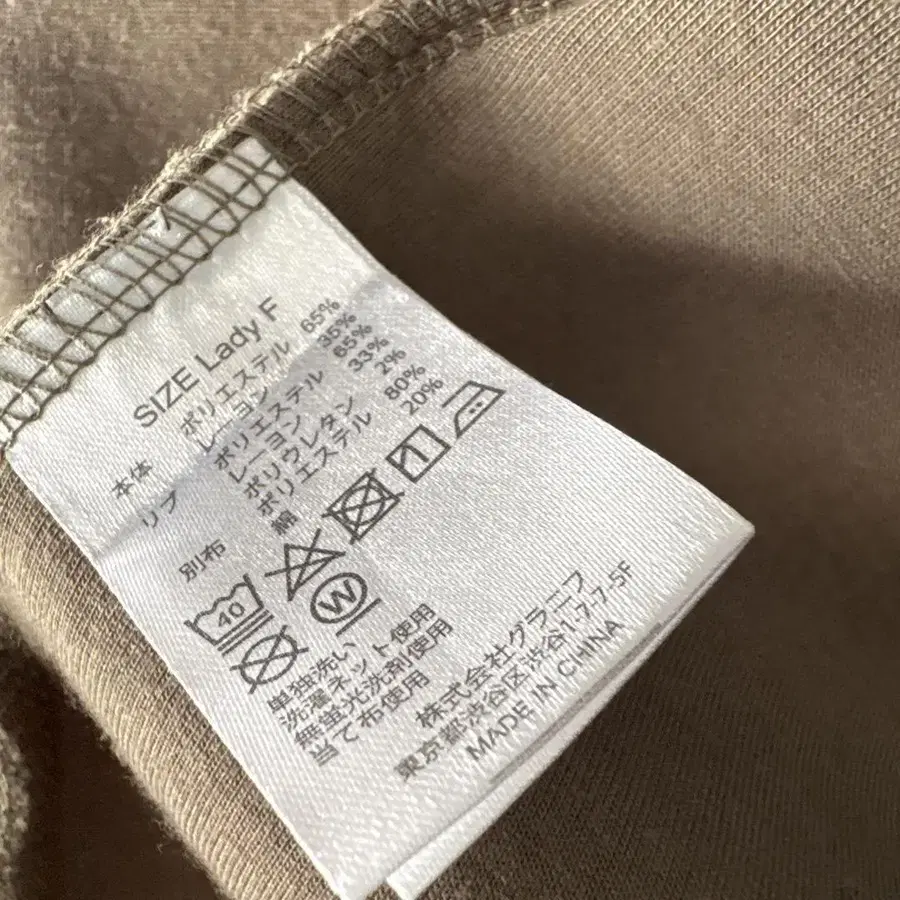 SIZE Lady F
本体 ポリエステル 65%
レーヨン 35%
リブ ポリエステル 65%
レーヨン 33%
ポリウレタン 2%
別布 ポリエステル 80%
綿 20%
40
W
単独洗い
洗濯ネット使用
無蛍光洗剤使用
当て布使用
株式会社グラニフ
東京都渋谷区渋谷1-7-7-5F
MADE IN CHINA